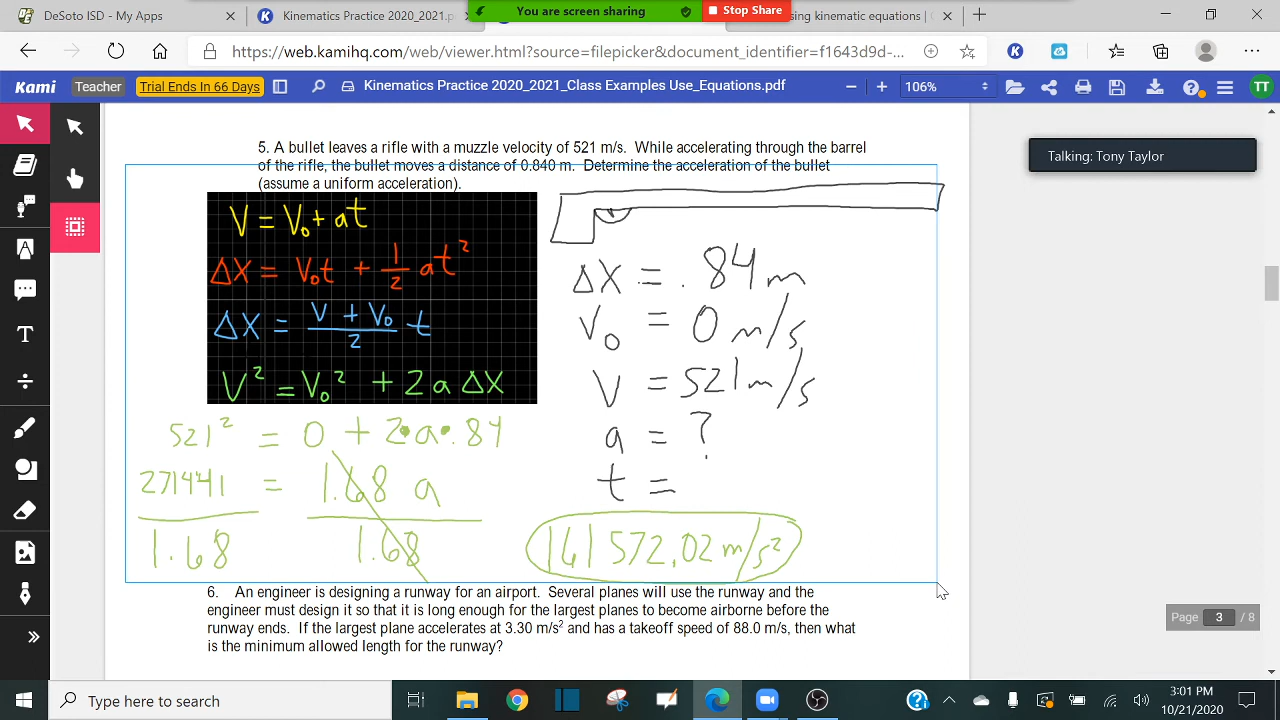 DeSoto ISD - Calendar
Kinematics Practice 2020_2021.p
You are screen sharing
Stop Share
sing kinematic equations (
https://web.kamihq.com/web/viewer.html?source=filepicker&document_identifier=f1643d9d-...
Kami
Teacher
Trial Ends In 66 Days
Kinematics Practice 2020_2021_Class Examples Use_Equations.pdf
106%
TT
Talking: Tony Taylor
5. A bullet leaves a rifle with a muzzle velocity of 521 m/s. While accelerating through the barrel
of the rifle, the bullet moves a distance of 0.840 m. Determine the acceleration of the bullet
(assume a uniform acceleration).
V = V₀ + at
ΔX = V₀t + 1/2 at²
ΔX = (V + V₀)/2 t
V² = V₀² + 2a ΔX
ΔX = .84 m
V₀ = 0 m/s
V = 521 m/s
a = ?
t =
521² = 0 + 2•a•.84
271441 = 1.68 a
1.68 1.68
161 572.02 m/s²
6. An engineer is designing a runway for an airport. Several planes will use the runway and the
engineer must design it so that it is long enough for the largest planes to become airborne before the
runway ends. If the largest plane accelerates at 3.30 m/s² and has a takeoff speed of 88.0 m/s, then what
is the minimum allowed length for the runway?
Page 3 / 8
Type here to search
3:01 PM
10/21/2020